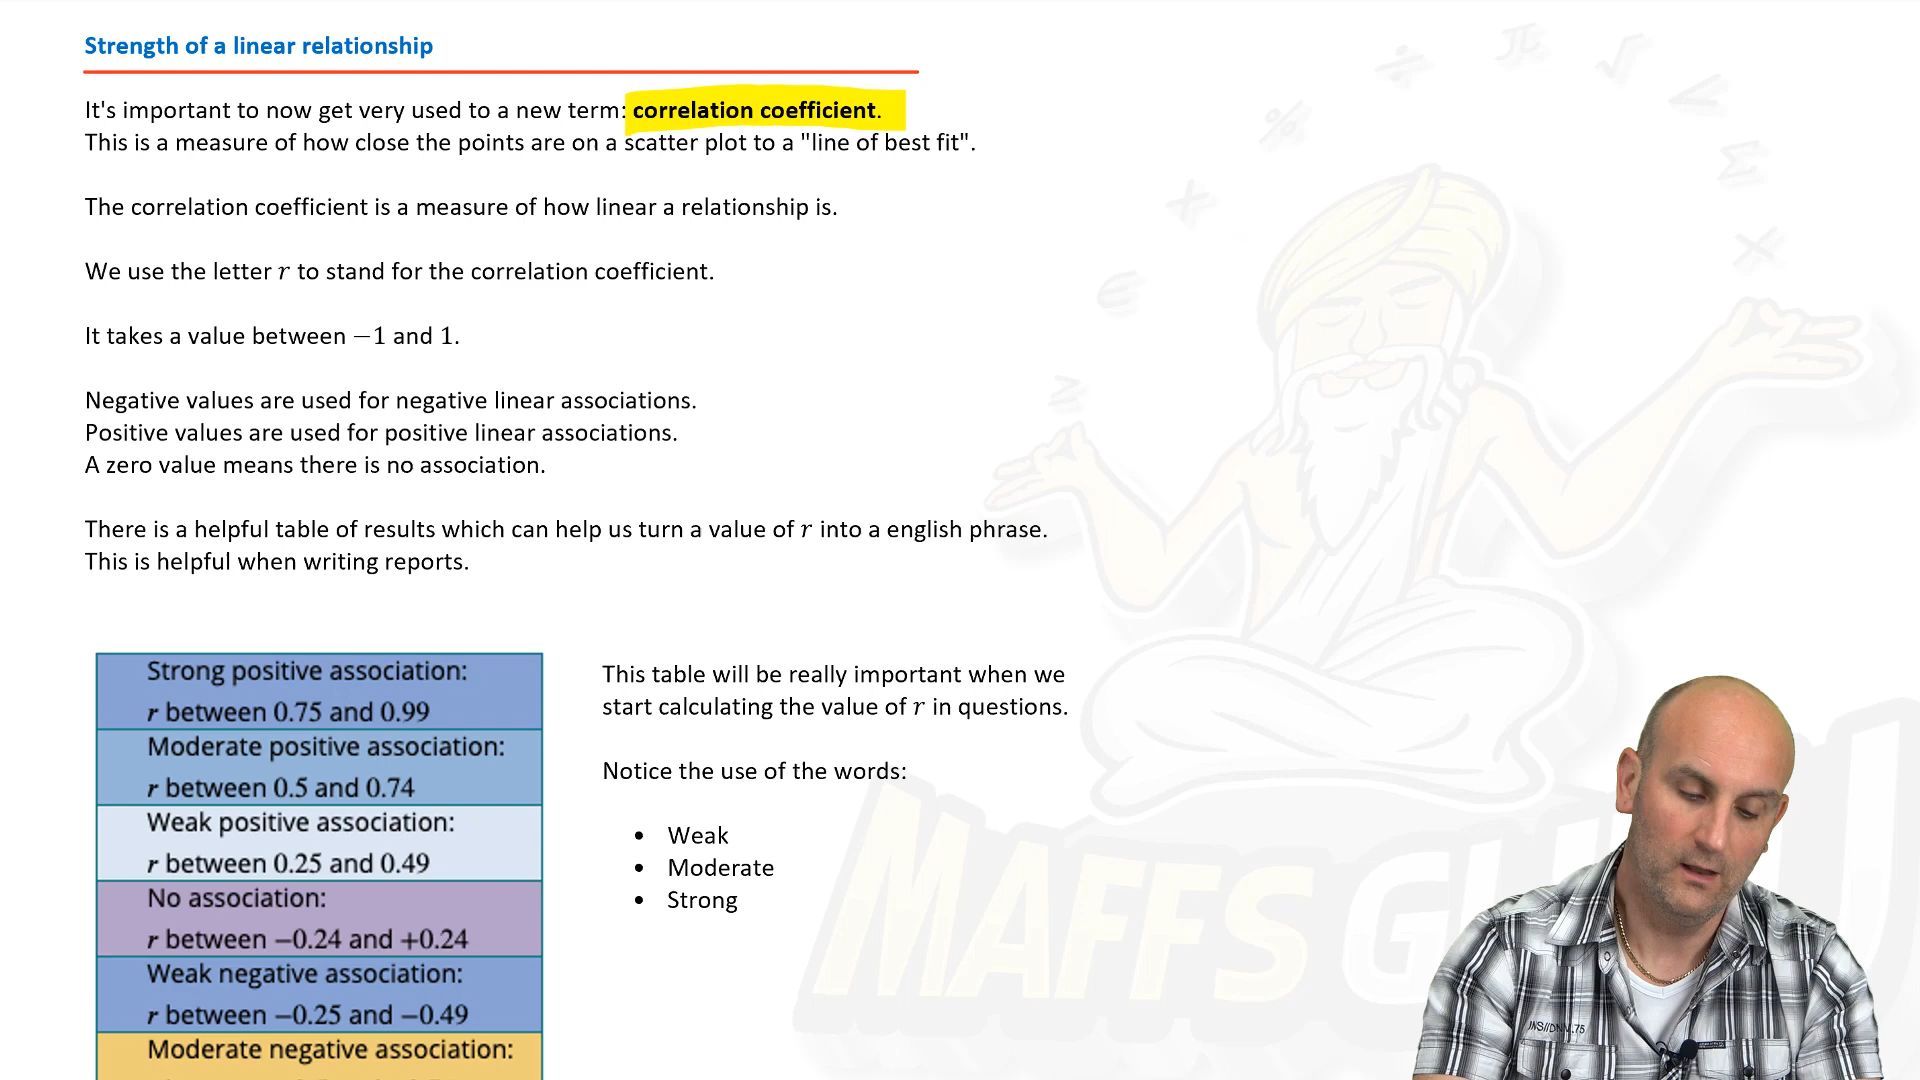 Strength of a linear relationship
It's important to now get very used to a new term: correlation coefficient.
This is a measure of how close the points are on a scatter plot to a "line of best fit".
The correlation coefficient is a measure of how linear a relationship is.
We use the letter r to stand for the correlation coefficient.
It takes a value between −1 and 1.
Negative values are used for negative linear associations.
Positive values are used for positive linear associations.
A zero value means there is no association.
There is a helpful table of results which can help us turn a value of r into a english phrase.
This is helpful when writing reports.
Strong positive association:
r between 0.75 and 0.99
Moderate positive association:
r between 0.5 and 0.74
Weak positive association:
r between 0.25 and 0.49
No association:
r between −0.24 and +0.24
Weak negative association:
r between −0.25 and −0.49
Moderate negative association:
This table will be really important when we
start calculating the value of r in questions.
Notice the use of the words:
• Weak
• Moderate
• Strong
MAFFS GURU